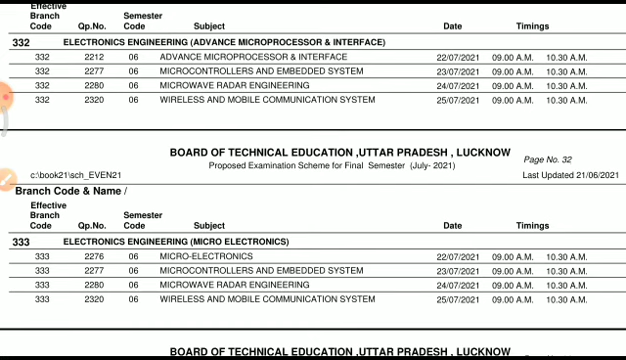 Effective
Branch Semester
Code Qp.No. Code Subject Date Timings
332 ELECTRONICS ENGINEERING (ADVANCE MICROPROCESSOR & INTERFACE)
332 2212 06 ADVANCE MICROPROCESSOR & INTERFACE 22/07/2021 09.00 A.M. 10.30 A.M.
332 2277 06 MICROCONTROLLERS AND EMBEDDED SYSTEM 23/07/2021 09.00 A.M. 10.30 A.M.
332 2280 06 MICROWAVE RADAR ENGINEERING 24/07/2021 09.00 A.M. 10.30 A.M.
332 2320 06 WIRELESS AND MOBILE COMMUNICATION SYSTEM 25/07/2021 09.00 A.M. 10.30 A.M.
BOARD OF TECHNICAL EDUCATION ,UTTAR PRADESH , LUCKNOW
Page No. 32
Proposed Examination Scheme for Final Semester (July- 2021)
c:\book21\sch_EVEN21 Last Updated 21/06/2021
Branch Code & Name /
Effective
Branch Semester
Code Qp.No. Code Subject Date Timings
333 ELECTRONICS ENGINEERING (MICRO ELECTRONICS)
333 2276 06 MICRO-ELECTRONICS 22/07/2021 09.00 A.M. 10.30 A.M.
333 2277 06 MICROCONTROLLERS AND EMBEDDED SYSTEM 23/07/2021 09.00 A.M. 10.30 A.M.
333 2280 06 MICROWAVE RADAR ENGINEERING 24/07/2021 09.00 A.M. 10.30 A.M.
333 2320 06 WIRELESS AND MOBILE COMMUNICATION SYSTEM 25/07/2021 09.00 A.M. 10.30 A.M.
BOARD OF TECHNICAL EDUCATION ,UTTAR PRADESH , LUCKNOW